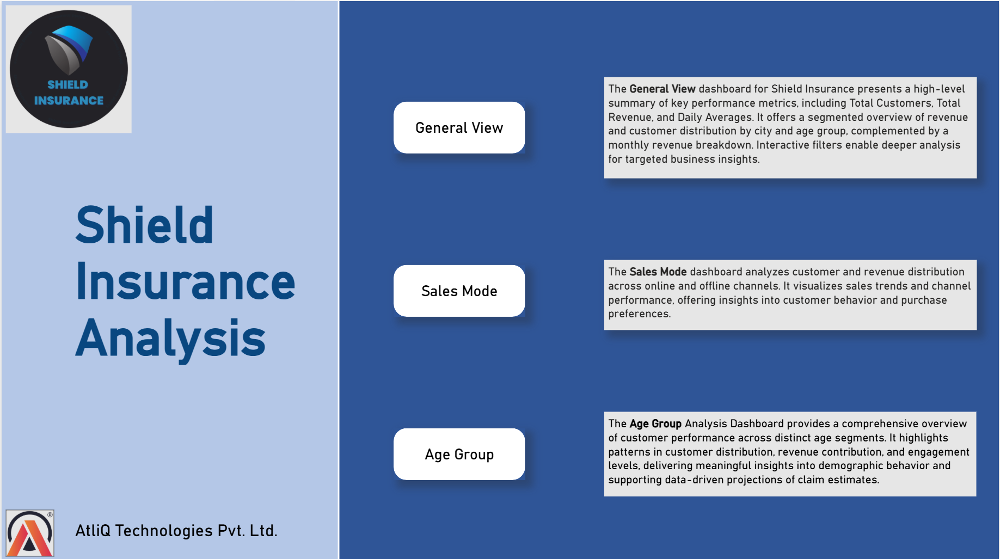 SHIELD
INSURANCE
Shield
Insurance
Analysis
®
AtliQ Technologies Pvt. Ltd.
General View
The General View dashboard for Shield Insurance presents a high-level
summary of key performance metrics, including Total Customers, Total
Revenue, and Daily Averages. It offers a segmented overview of revenue
and customer distribution by city and age group, complemented by a
monthly revenue breakdown. Interactive filters enable deeper analysis
for targeted business insights.
Sales Mode
The Sales Mode dashboard analyzes customer and revenue distribution
across online and offline channels. It visualizes sales trends and channel
performance, offering insights into customer behavior and purchase
preferences.
Age Group
The Age Group Analysis Dashboard provides a comprehensive overview
of customer performance across distinct age segments. It highlights
patterns in customer distribution, revenue contribution, and engagement
levels, delivering meaningful insights into demographic behavior and
supporting data-driven projections of claim estimates.